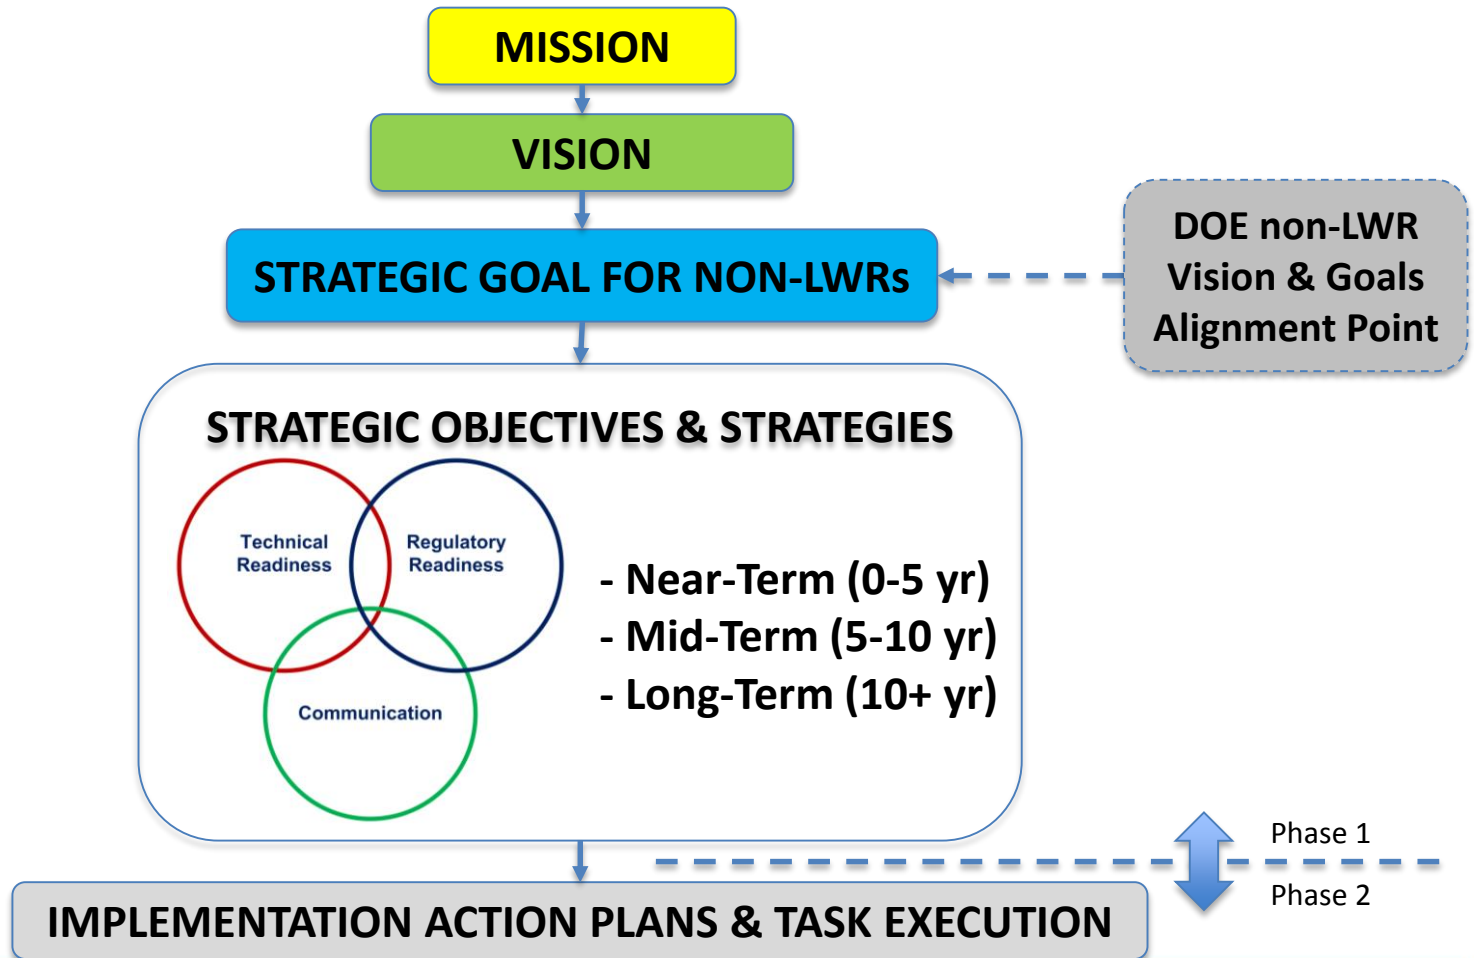 MISSION
VISION
STRATEGIC GOAL FOR NON-LWRs
DOE non-LWR
Vision & Goals
Alignment Point
STRATEGIC OBJECTIVES & STRATEGIES
Technical
Readiness
Regulatory
Readiness
Communication
- Near-Term (0-5 yr)
- Mid-Term (5-10 yr)
- Long-Term (10+ yr)
Phase 1
Phase 2
IMPLEMENTATION ACTION PLANS & TASK EXECUTION